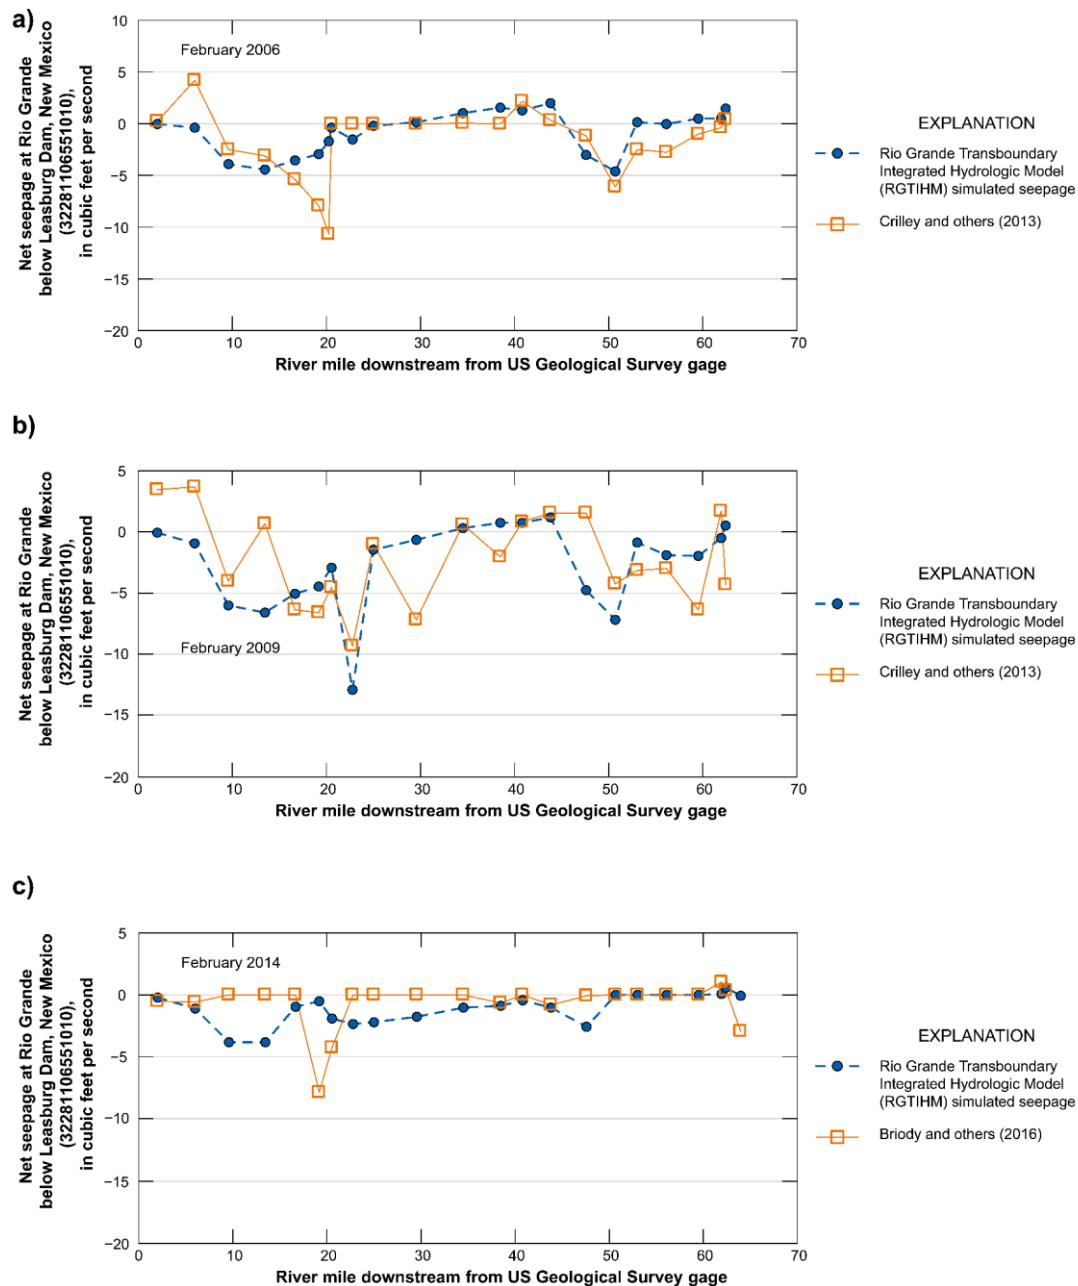 a)
Net seepage at Rio Grande
below Leasburg Dam, New Mexico
(322811066551010),
in cubic feet per second
10
5
0
−5
−10
−15
−20
February 2006
0 10 20 30 40 50 60 70
River mile downstream from US Geological Survey gage
EXPLANATION
Rio Grande Transboundary
Integrated Hydrologic Model
(RGTIHM) simulated seepage
Crilley and others (2013)
b)
Net seepage at Rio Grande
below Leasburg Dam, New Mexico
(322811066551010),
in cubic feet per second
5
0
−5
−10
−15
−20
February 2009
0 10 20 30 40 50 60 70
River mile downstream from US Geological Survey gage
EXPLANATION
Rio Grande Transboundary
Integrated Hydrologic Model
(RGTIHM) simulated seepage
Crilley and others (2013)
c)
Net seepage at Rio Grande
below Leasburg Dam, New Mexico
(322811066551010),
in cubic feet per second
5
0
−5
−10
−15
−20
February 2014
0 10 20 30 40 50 60 70
River mile downstream from US Geological Survey gage
EXPLANATION
Rio Grande Transboundary
Integrated Hydrologic Model
(RGTIHM) simulated seepage
Briody and others (2016)